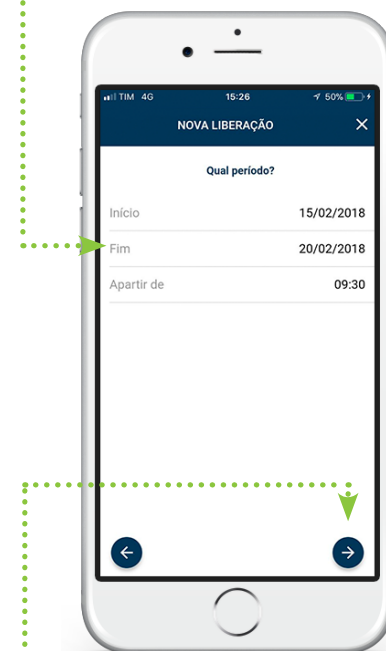 TIM 4G 15:26 50%
NOVA LIBERAÇÃO
Qual período?
Início 15/02/2018
Fim 20/02/2018
Apartir de 09:30